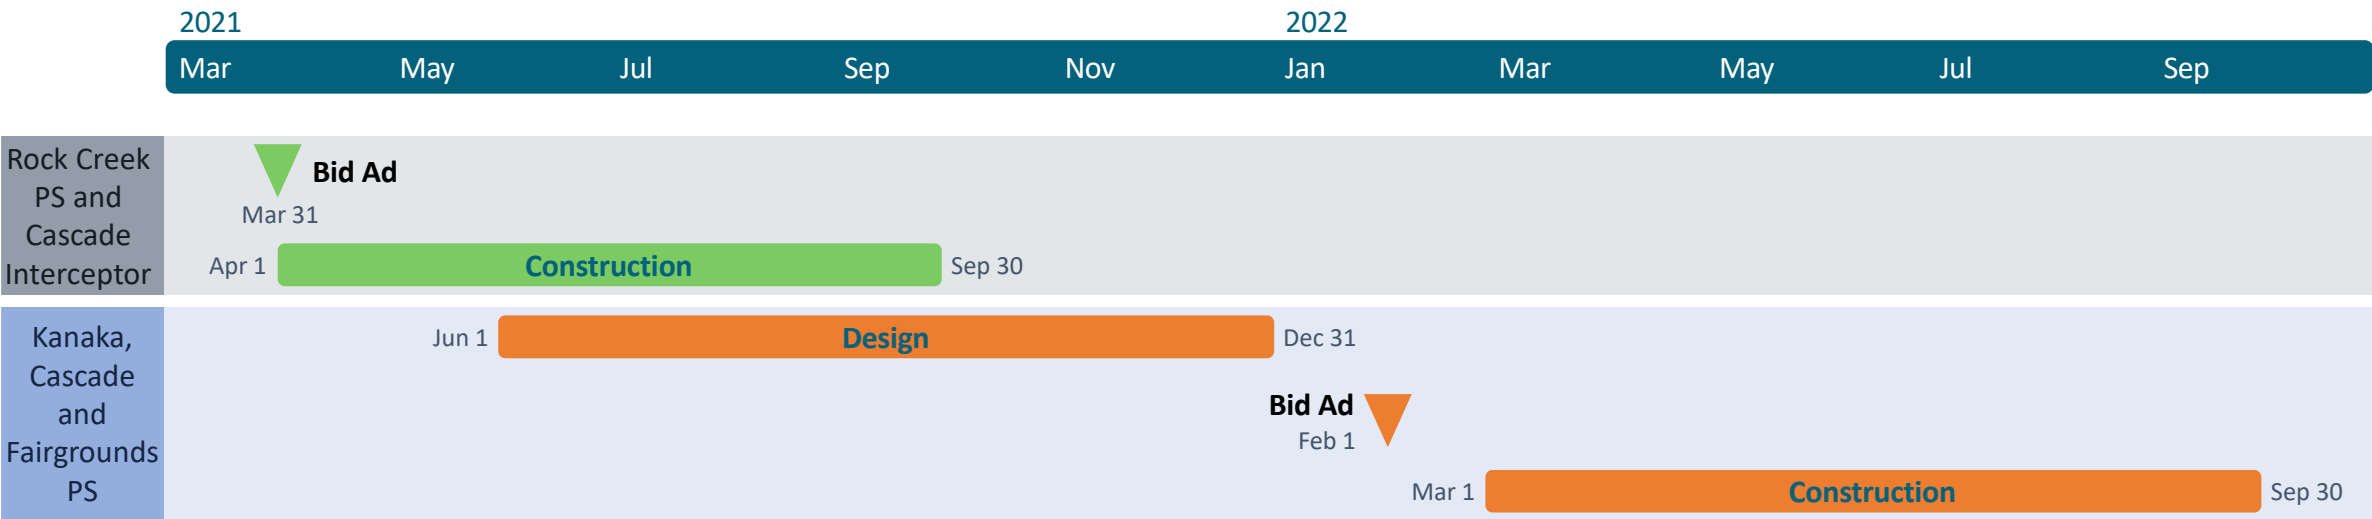 2021
2022
Mar
May
Jul
Sep
Nov
Jan
Mar
May
Jul
Sep
Rock Creek
PS and
Cascade
Interceptor
Bid Ad
Mar 31
Apr 1
Construction
Sep 30
Kanaka,
Cascade
and
Fairgrounds
PS
Jun 1
Design
Dec 31
Bid Ad
Feb 1
Mar 1
Construction
Sep 30